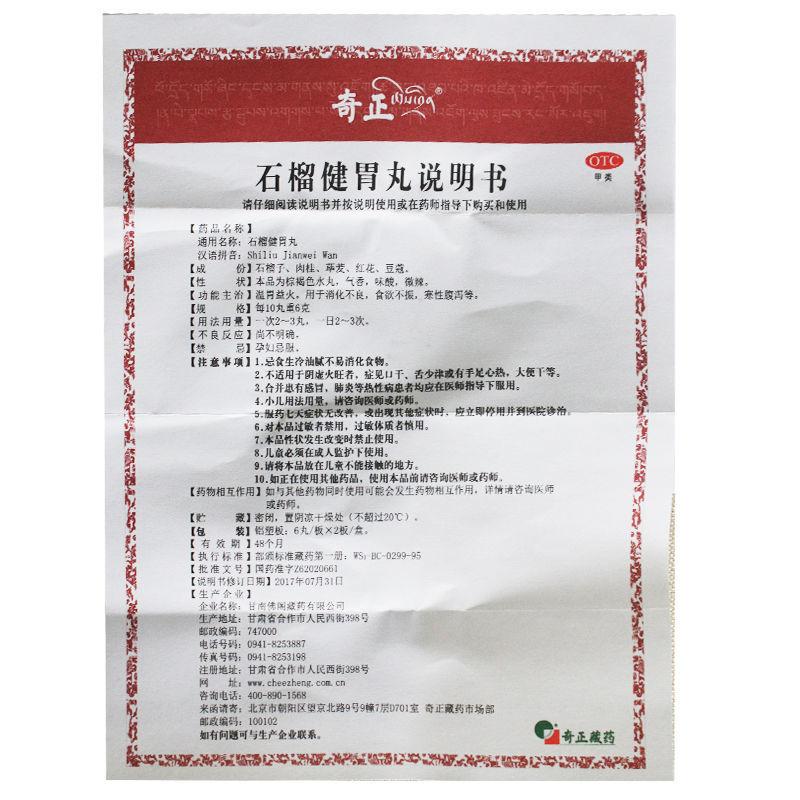 奇正®
OTC
甲类
石榴健胃丸说明书
请仔细阅读说明书并按说明使用或在药师指导下购买和使用
【药品名称】
通用名称：石榴健胃丸
汉语拼音：Shiliu Jianwei Wan
【成　　份】石榴子、肉桂、荜茇、红花、豆蔻。
【性　　状】本品为棕褐色水丸，气香，味酸，微辣。
【功能主治】温胃益火。用于消化不良，食欲不振，寒性腹泻等。
【规　　格】每10丸重6克
【用法用量】一次2～3丸，一日2～3次。
【不良反应】尚不明确。
【禁　　忌】孕妇忌服。
【注意事项】1.忌食生冷油腻不易消化食物。
2.不适用于阴虚火旺者，症见口干、舌少津或有手足心热，大便干等。
3.合并患有感冒，肺炎等热性病患者均应在医师指导下服用。
4.小儿用法用量，请咨询医师或药师。
5.服药七天症状无改善，或出现其他症状时、应立即停用并到医院诊治。
6.对本品过敏者禁用，过敏体质者慎用。
7.本品性状发生改变时禁止使用。
8.儿童必须在成人监护下使用。
9.请将本品放在儿童不能接触的地方。
10.如正在使用其他药品，使用本品前请咨询医师或药师。
【药物相互作用】如与其他药物同时使用可能会发生药物相互作用，详情请咨询医师
或药师。
【贮　　藏】密闭，置阴凉干燥处（不超过20℃）。
【包　　装】铝塑板：6丸/板×2板/盒。
【有 效 期】48个月
【执行标准】部颁标准藏药第一册：WS₃-BC-0299-95
【批准文号】国药准字Z62020661
【说明书修订日期】2017年07月31日
【生产企业】
企业名称：甘南佛阁藏药有限公司
生产地址：甘肃省合作市人民西街398号
邮政编码：747000
电话号码：0941-8253887
传真号码：0941-8253198
注册地址：甘肃省合作市人民西街398号
网　　址：www.cheezheng.com.cn
咨询电话：400-890-1568
来函请寄：北京市朝阳区望京北路9号9幢7层D701室 奇正藏药市场部
邮政编码：100102
如有问题可与生产企业联系。
奇正藏药